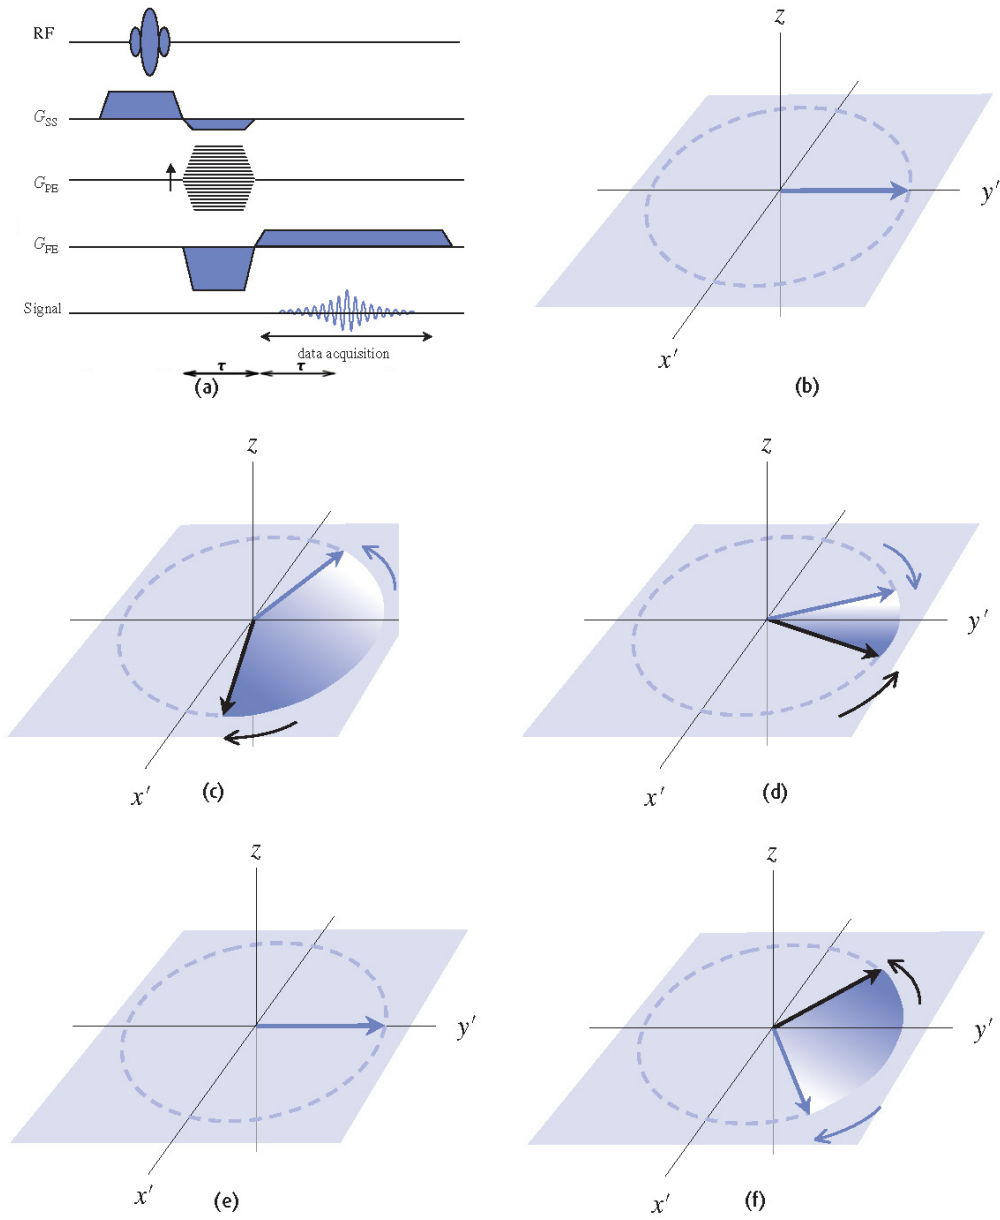 RF
G_SS
G_PE
G_FE
Signal
data acquisition
τ τ
(a)
z
y′
x′
(b)
z
x′
(c)
z
y′
x′
(d)
z
y′
x′
(e)
z
y′
x′
(f)